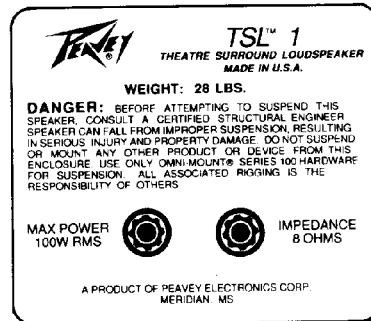 PEAVEY®
TSL™ 1
THEATRE SURROUND LOUDSPEAKER
MADE IN U.S.A.
WEIGHT: 28 LBS.
DANGER: BEFORE ATTEMPTING TO SUSPEND THIS
SPEAKER, CONSULT A CERTIFIED STRUCTURAL ENGINEER
SPEAKER CAN FALL FROM IMPROPER SUSPENSION, RESULTING
IN SERIOUS INJURY AND PROPERTY DAMAGE. DO NOT SUSPEND
OR MOUNT ANY OTHER PRODUCT OR DEVICE FROM THIS
ENCLOSURE. USE ONLY OMNI-MOUNT® SERIES 100 HARDWARE
FOR SUSPENSION. ALL ASSOCIATED RIGGING IS THE
RESPONSIBILITY OF OTHERS
MAX POWER
100W RMS
IMPEDANCE
8 OHMS
A PRODUCT OF PEAVEY ELECTRONICS CORP.
MERIDIAN, MS